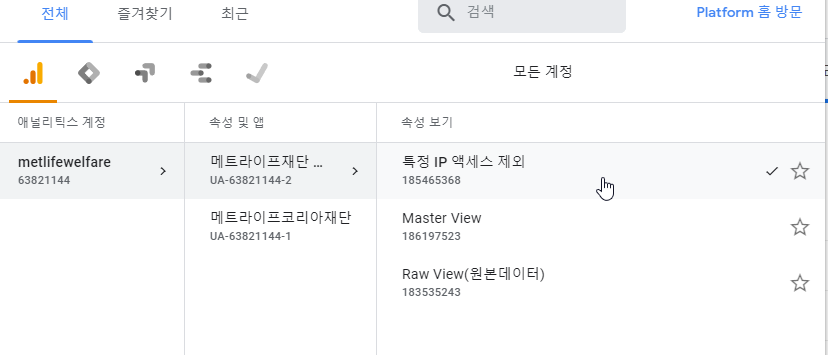 전체
즐겨찾기
최근
검색
Platform 홈 방문
모든 계정
애널리틱스 계정
속성 및 앱
속성 보기
metlifewelfare
63821144
메트라이프재단 ...
UA-63821144-2
메트라이프코리아재단
UA-63821144-1
특정 IP 액세스 제외
185465368
Master View
186197523
Raw View(원본데이터)
183535243